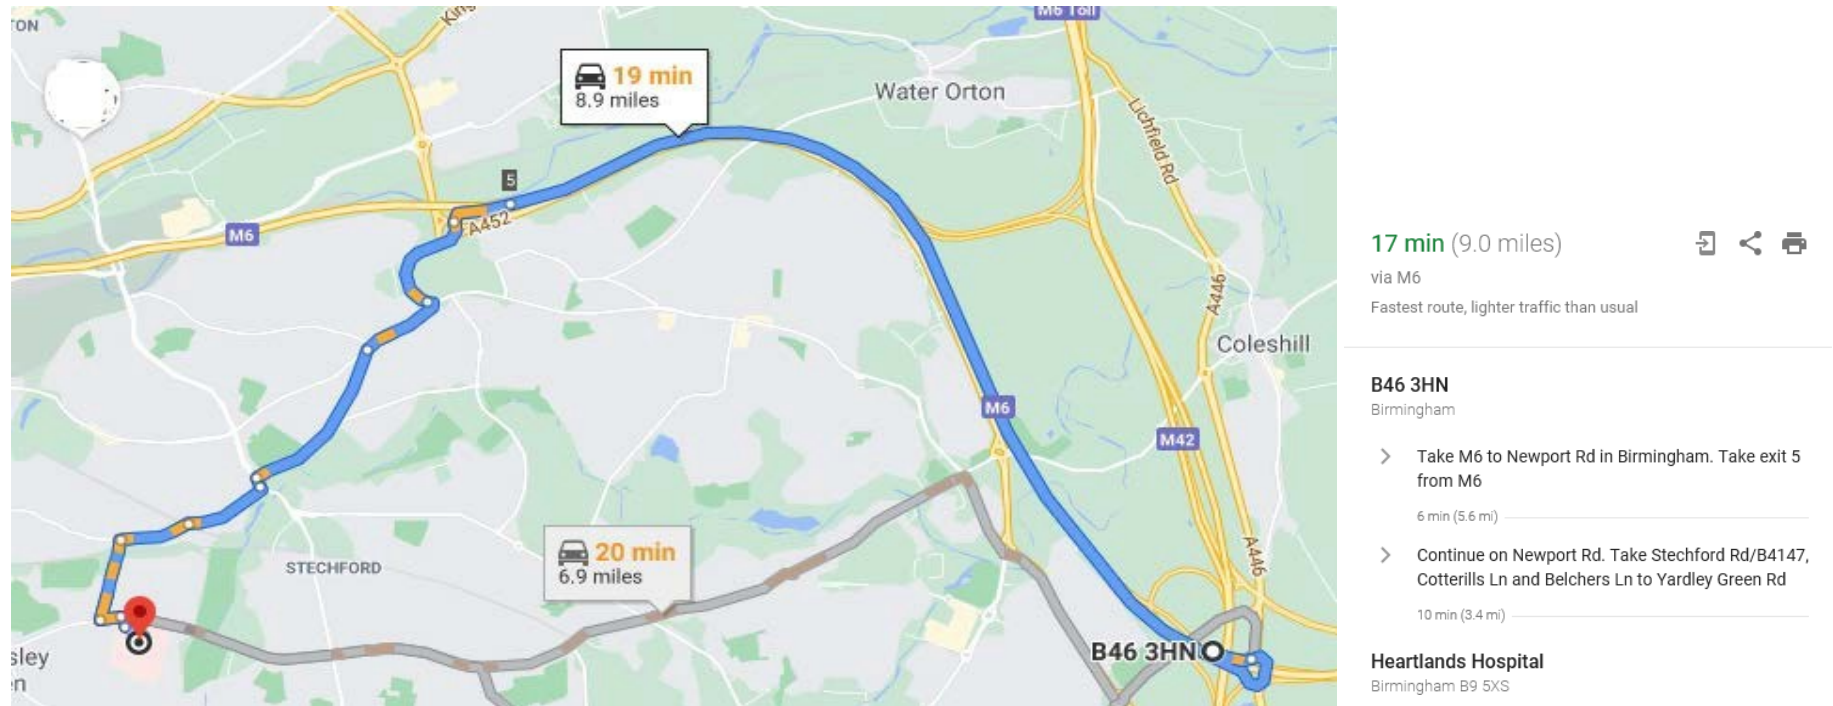 TON
King
M6 Toll
19 min
8.9 miles
Water Orton
Lichfield Rd
5
A452
M6
A446
Coleshill
M6
M42
STECHFORD
20 min
6.9 miles
A446
B46 3HN
sley
en
17 min (9.0 miles)
via M6
Fastest route, lighter traffic than usual
B46 3HN
Birmingham
Take M6 to Newport Rd in Birmingham. Take exit 5
from M6
6 min (5.6 mi)
Continue on Newport Rd. Take Stechford Rd/B4147,
Cotterills Ln and Belchers Ln to Yardley Green Rd
10 min (3.4 mi)
Heartlands Hospital
Birmingham B9 5XS